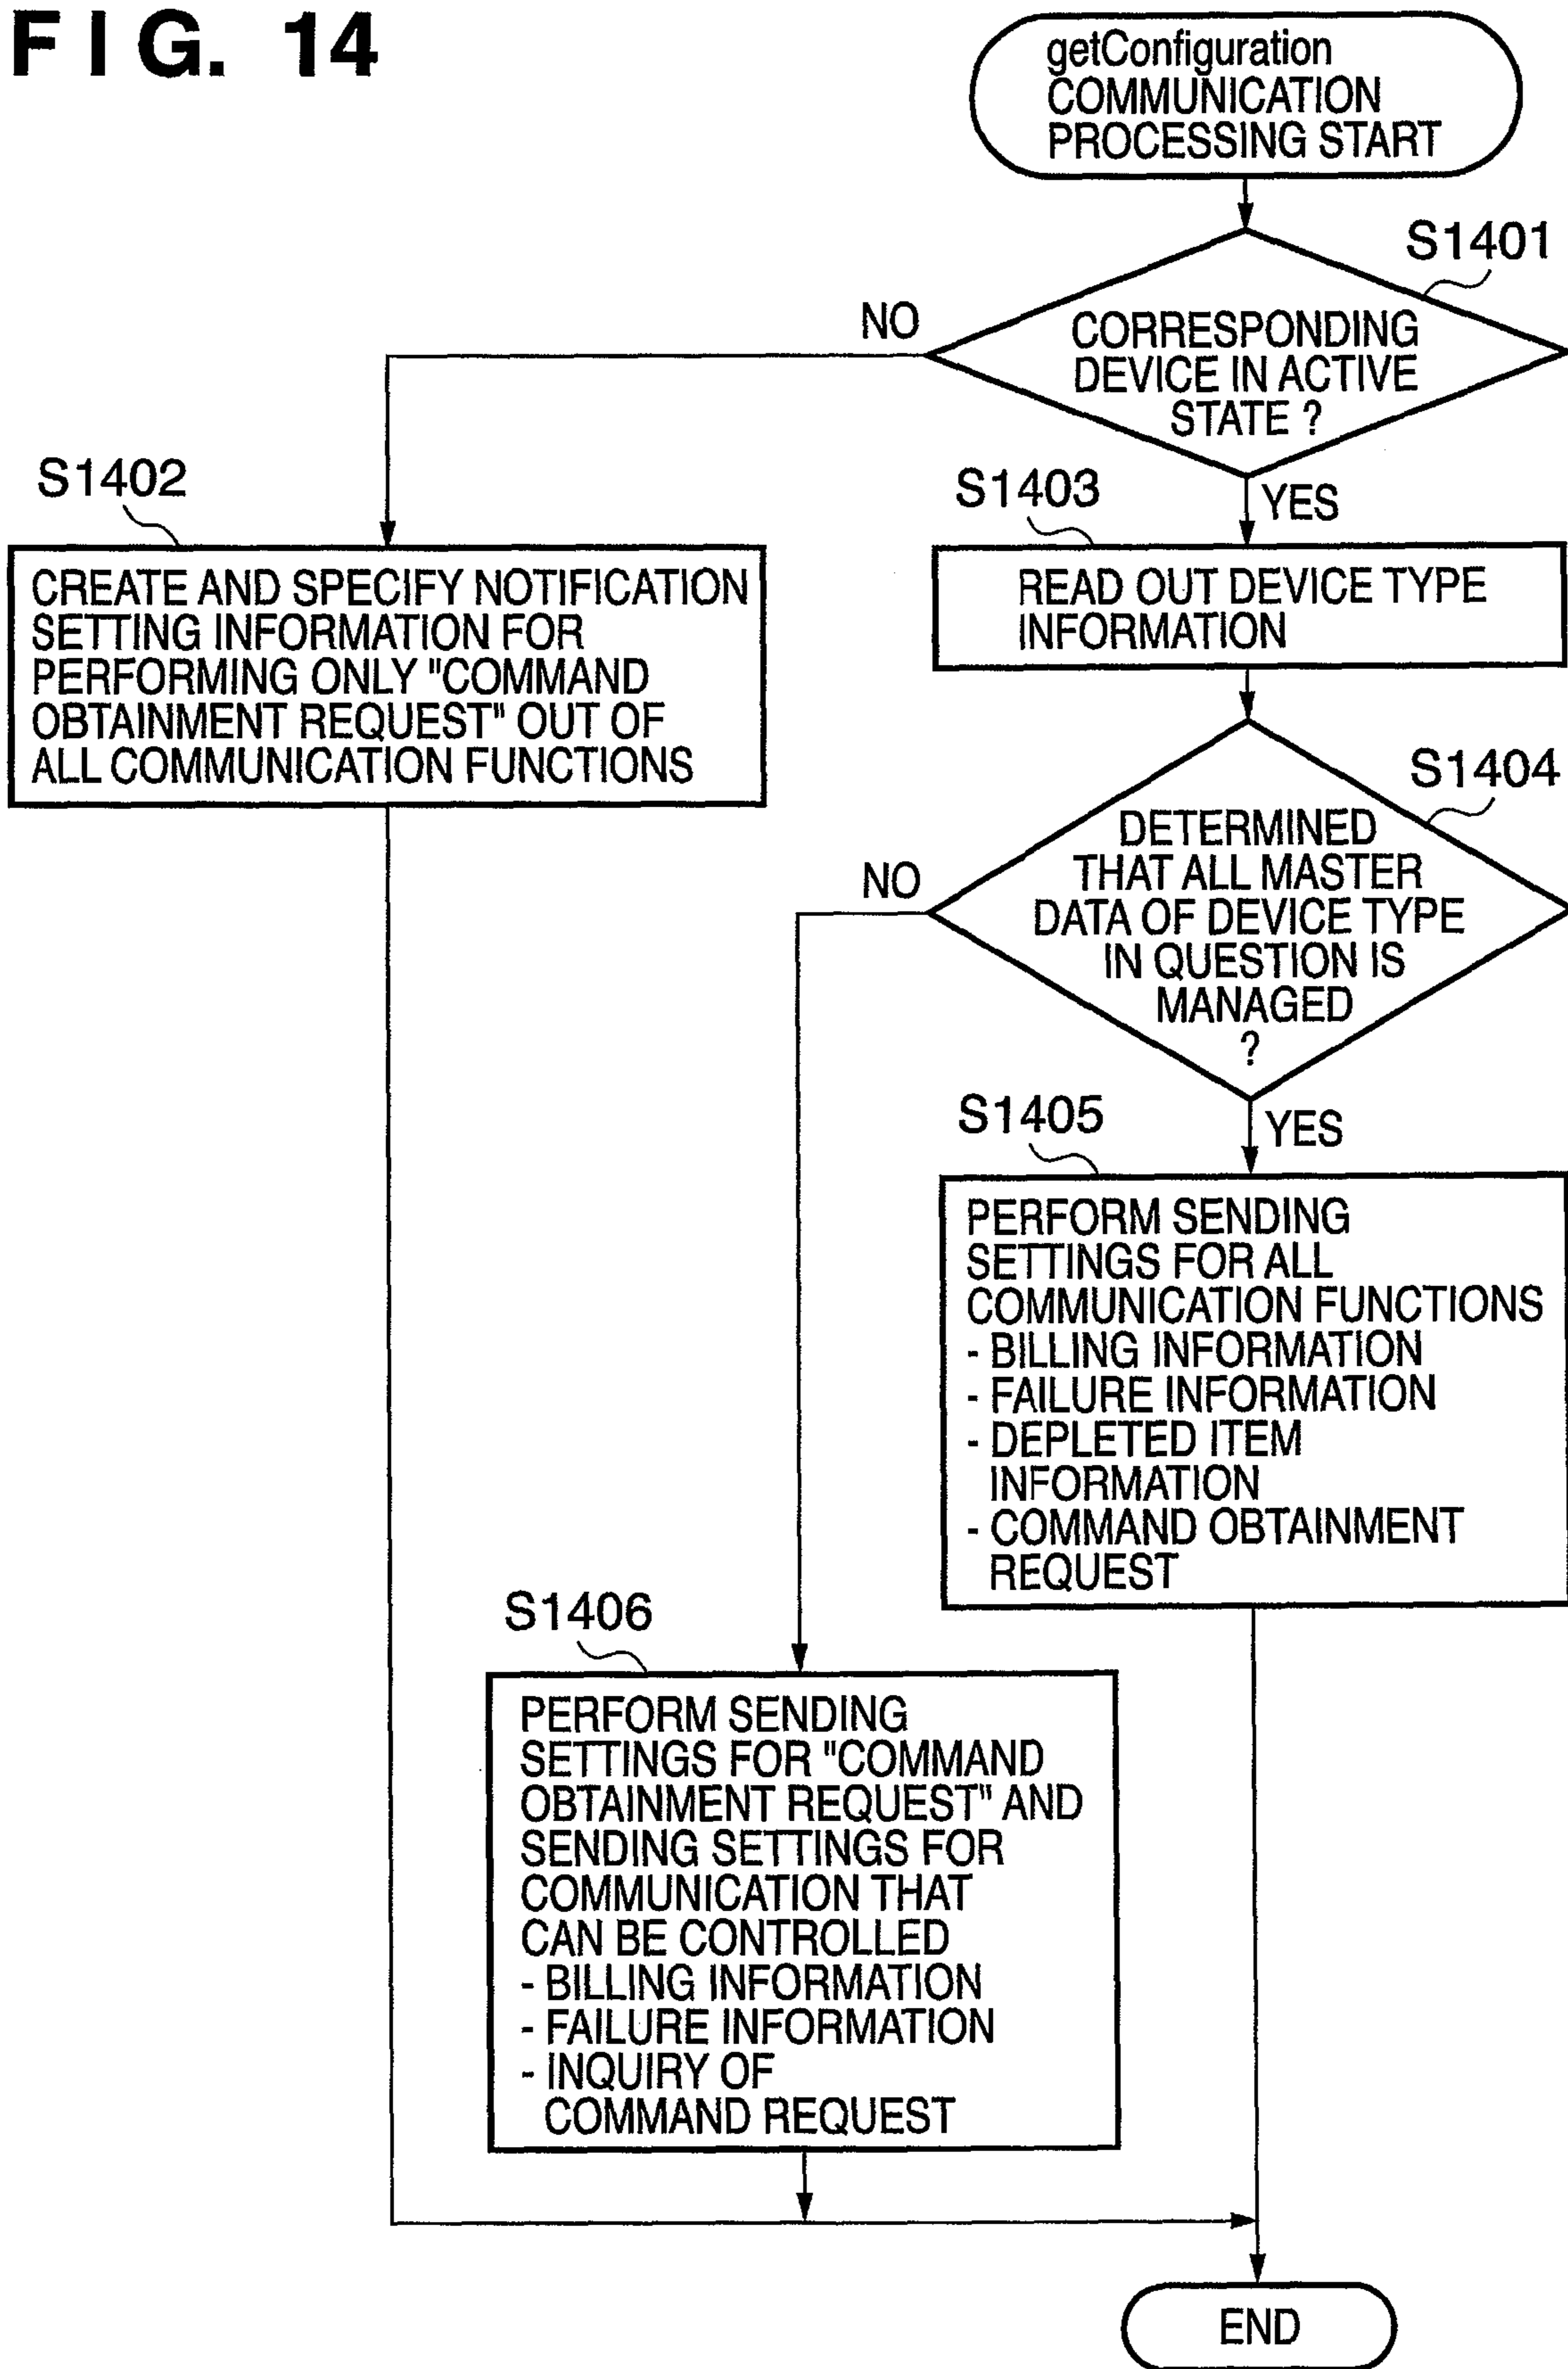 FIG. 14
getConfiguration
COMMUNICATION
PROCESSING START
S1401
NO
CORRESPONDING
DEVICE IN ACTIVE
STATE ?
S1402
S1403
YES
CREATE AND SPECIFY NOTIFICATION
SETTING INFORMATION FOR
PERFORMING ONLY "COMMAND
OBTAINMENT REQUEST" OUT OF
ALL COMMUNICATION FUNCTIONS
READ OUT DEVICE TYPE
INFORMATION
S1404
NO
DETERMINED
THAT ALL MASTER
DATA OF DEVICE TYPE
IN QUESTION IS
MANAGED
?
S1405
YES
PERFORM SENDING
SETTINGS FOR ALL
COMMUNICATION FUNCTIONS
- BILLING INFORMATION
- FAILURE INFORMATION
- DEPLETED ITEM
INFORMATION
- COMMAND OBTAINMENT
REQUEST
S1406
PERFORM SENDING
SETTINGS FOR "COMMAND
OBTAINMENT REQUEST" AND
SENDING SETTINGS FOR
COMMUNICATION THAT
CAN BE CONTROLLED
- BILLING INFORMATION
- FAILURE INFORMATION
- INQUIRY OF
COMMAND REQUEST
END